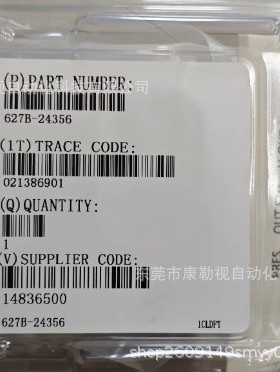 (P)PART NUMBER:
627B-24356
(1T)TRACE CODE:
021386901
(Q)QUANTITY:
1
(V)SUPPLIER CODE:
东莞市康勒视自动化
14836500
627B-24356
1CLDFT